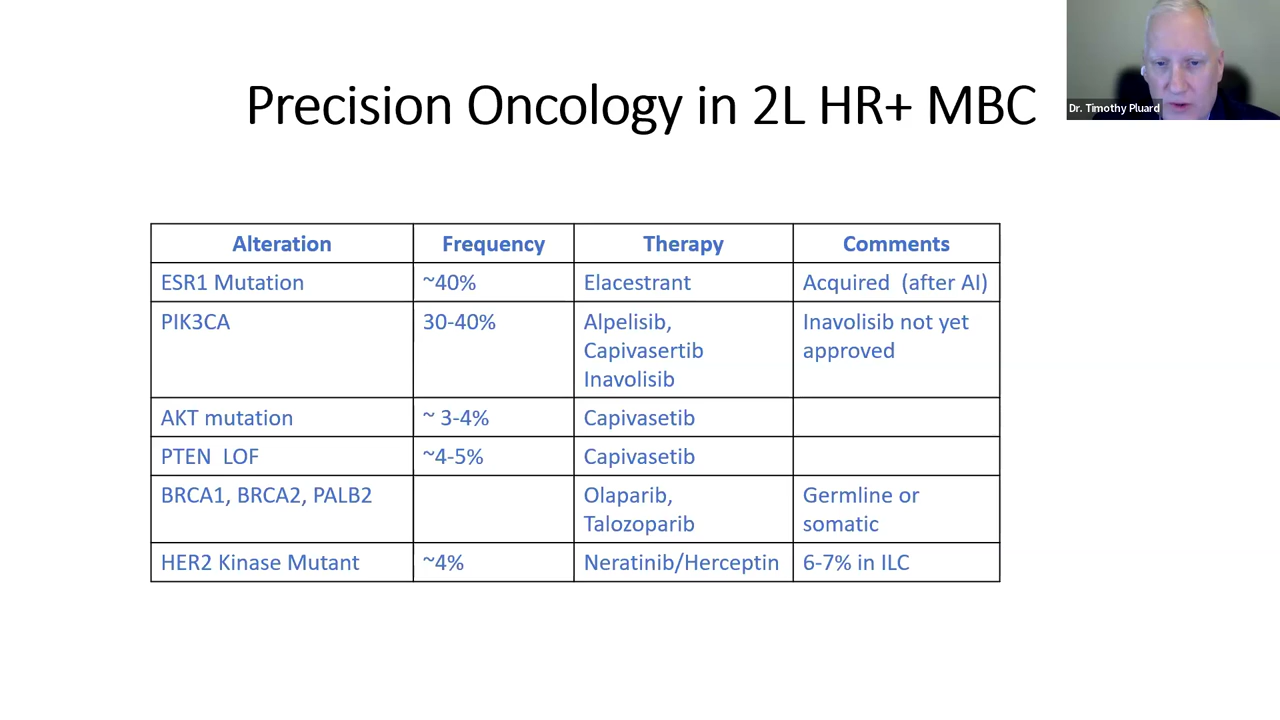 Precision Oncology in 2L HR+ MBC
Dr. Timothy Pluard
Alteration Frequency Therapy Comments
ESR1 Mutation ~40% Elacestrant Acquired (after AI)
PIK3CA 30-40% Alpelisib, Inavolisib not yet
Capivasertib approved
Inavolisib
AKT mutation ~ 3-4% Capivasetib
PTEN LOF ~4-5% Capivasetib
BRCA1, BRCA2, PALB2 Olaparib, Germline or
Talozoparib somatic
HER2 Kinase Mutant ~4% Neratinib/Herceptin 6-7% in ILC